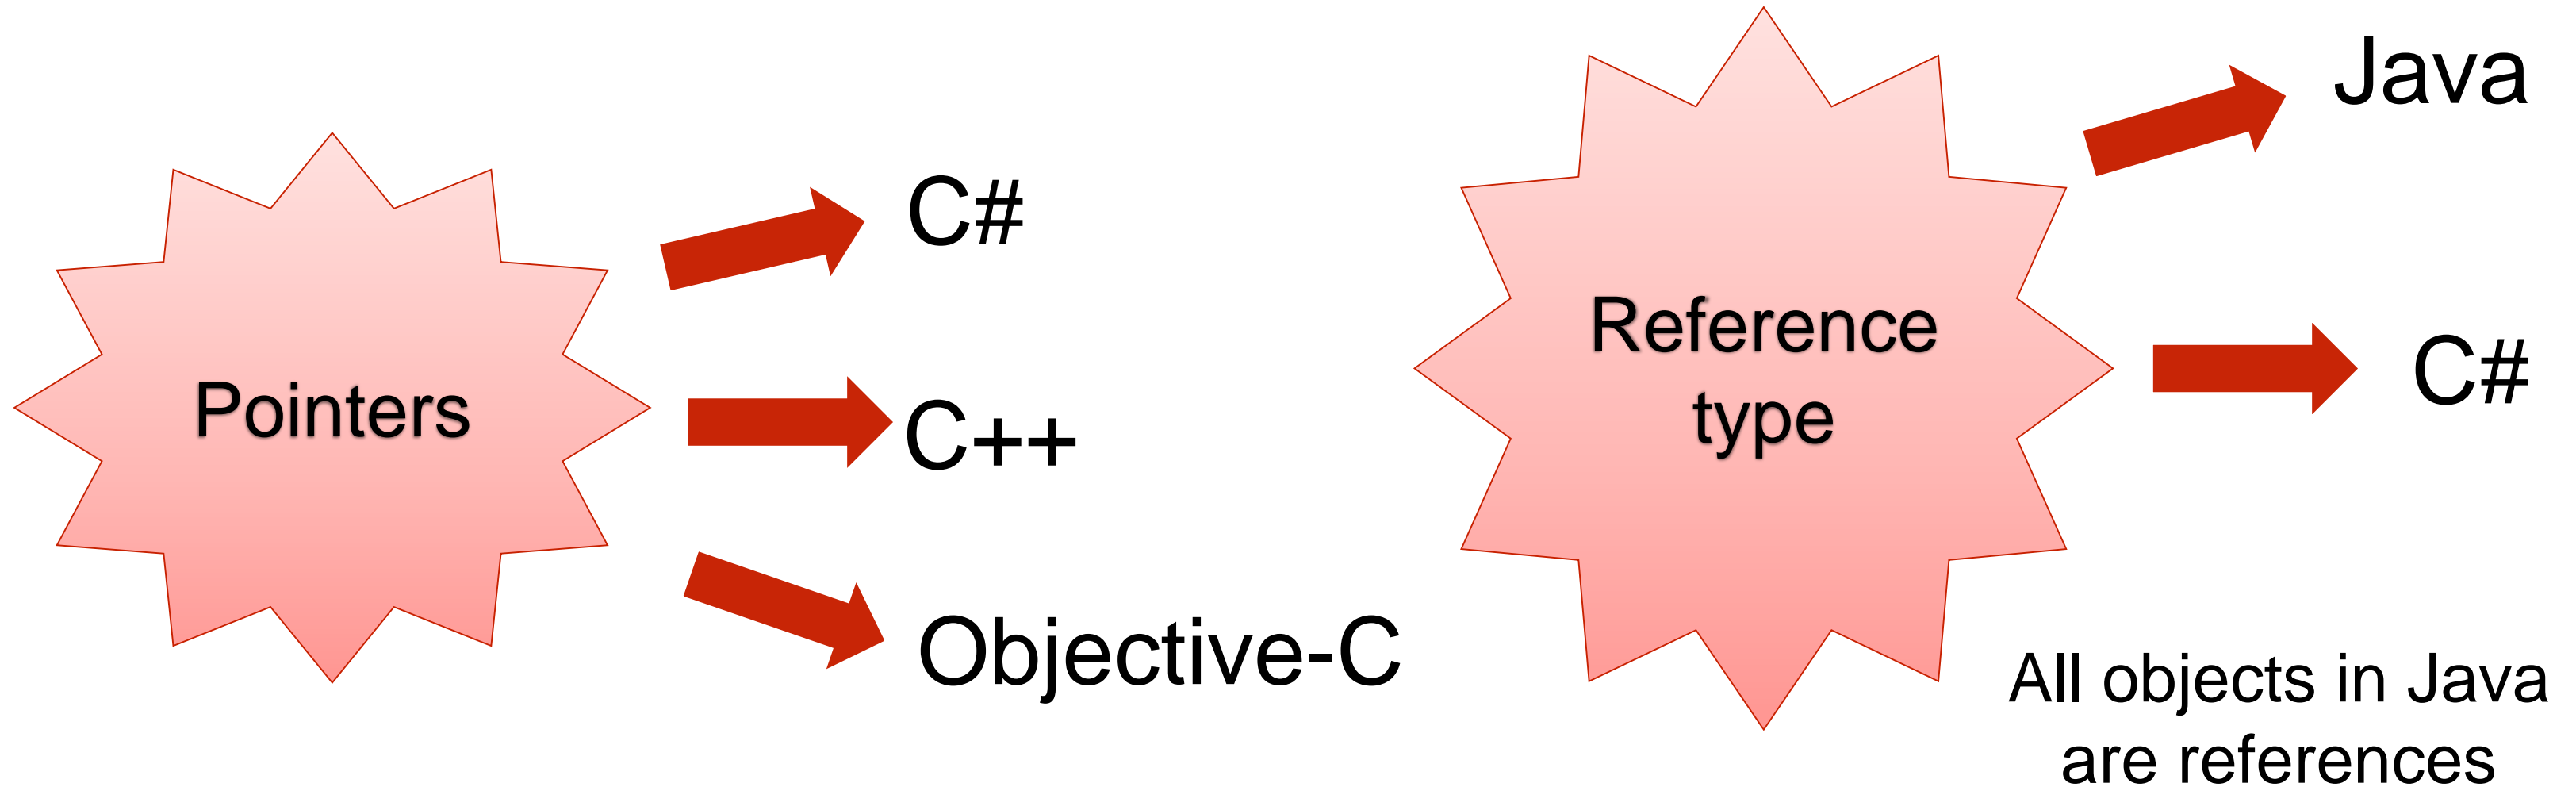 Pointers
C#
C++
Objective-C
Reference
type
Java
C#
All objects in Java
are references